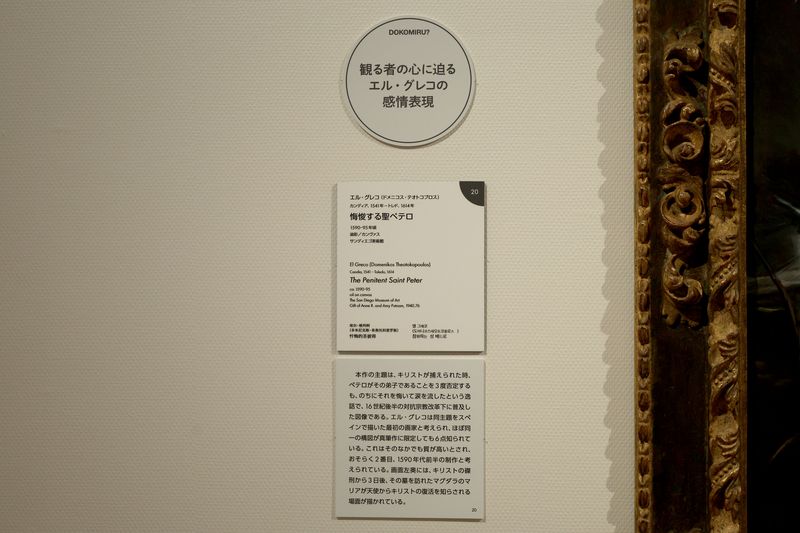 DOKOMIRU?
観る者の心に迫る
エル・グレコの
感情表現
20
エル・グレコ(ドメニコス・テオトコプロス)
カンディア、1541年–トレド、1614年
悔悛する聖ペテロ
1590-95年頃
油彩/カンヴァス
サンディエゴ美術館
El Greco (Domenikos Theotokopoulos)
Candia, 1541 - Toledo, 1614
The Penitent Saint Peter
ca. 1590-95
oil on canvas
The San Diego Museum of Art
Gift of Anne R. and Amy Putnam, 1940.76
忏悔的圣彼得
엘 그레코
本作の主題は、キリストが捕えられた時、
ペテロがその弟子であることを3度否定する
も、のちにそれを悔いて涙を流したという逸
話で、16世紀後半の対抗宗教改革下に普及し
た図像である。エル・グレコは同主題をスペ
インで描いた最初の画家と考えられ、ほぼ同
一の構図が真筆作に限定しても6点知られて
いる。これはそのなかでも質が高いとされ、
おそらく2番目、1590年代前半の制作と考
えられている。画面左奥には、キリストの磔
刑から3日後、その墓を訪れたマグダラのマ
リアが天使からキリストの復活を知らされる
場面が描かれている。
20